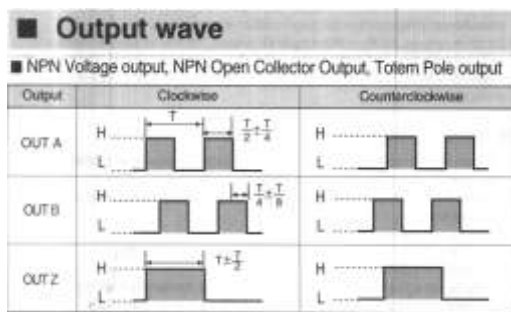 ■ Output wave
■ NPN Voltage output, NPN Open Collector Output, Totem Pole output
Output Clockwise Counterclockwise
OUT A H L T T/2±T/4 H L
OUT B H L T/4±T/8 H L
OUT Z H L T±T/2 H L